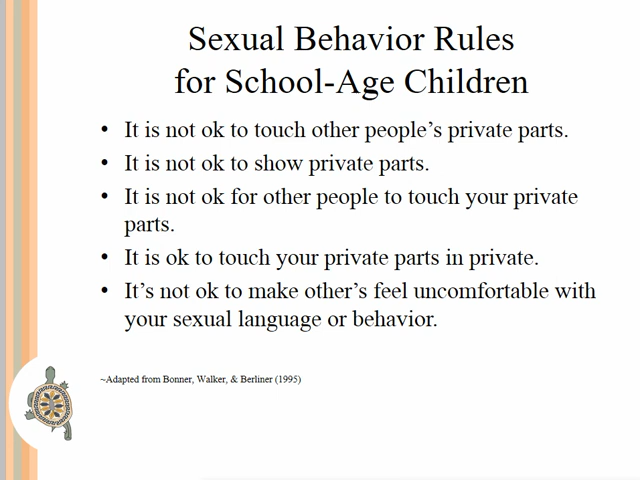 Sexual Behavior Rules
for School-Age Children
• It is not ok to touch other people’s private parts.
• It is not ok to show private parts.
• It is not ok for other people to touch your private
parts.
• It is ok to touch your private parts in private.
• It’s not ok to make other’s feel uncomfortable with
your sexual language or behavior.
~Adapted from Bonner, Walker, & Berliner (1995)